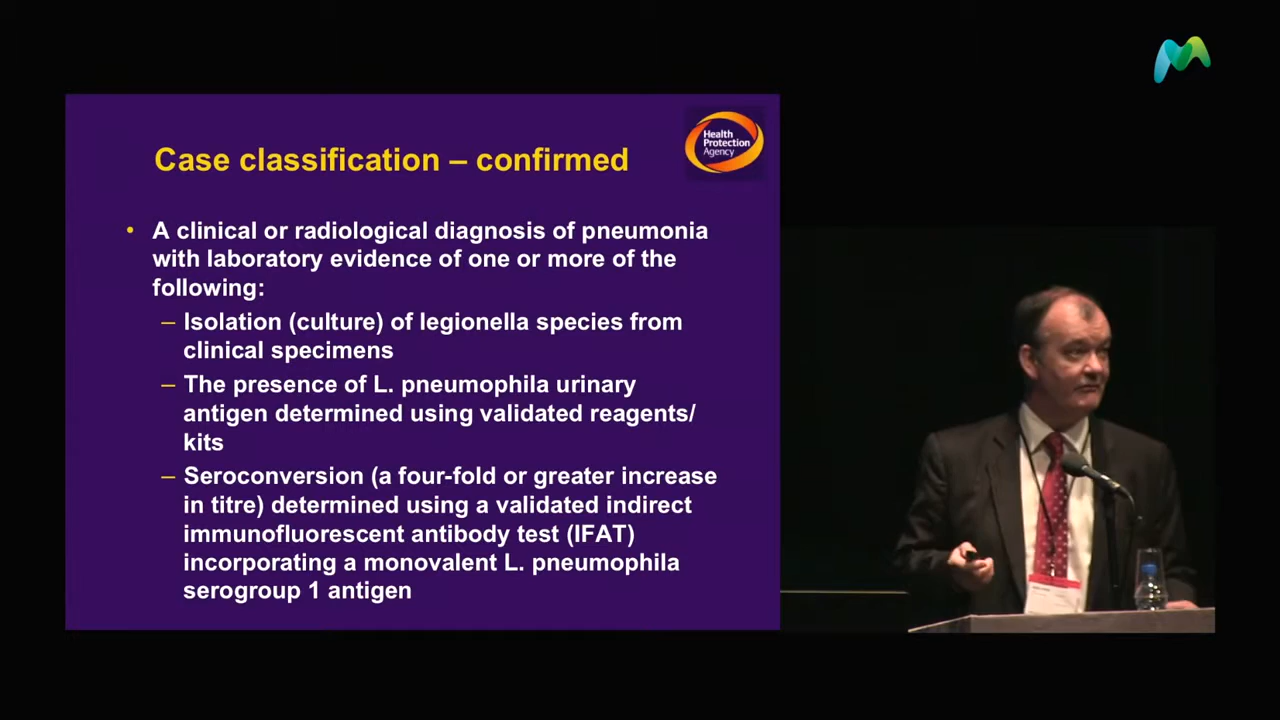 Health
Protection
Agency
Case classification – confirmed
• A clinical or radiological diagnosis of pneumonia
with laboratory evidence of one or more of the
following:
– Isolation (culture) of legionella species from
clinical specimens
– The presence of L. pneumophila urinary
antigen determined using validated reagents/
kits
– Seroconversion (a four-fold or greater increase
in titre) determined using a validated indirect
immunofluorescent antibody test (IFAT)
incorporating a monovalent L. pneumophila
serogroup 1 antigen